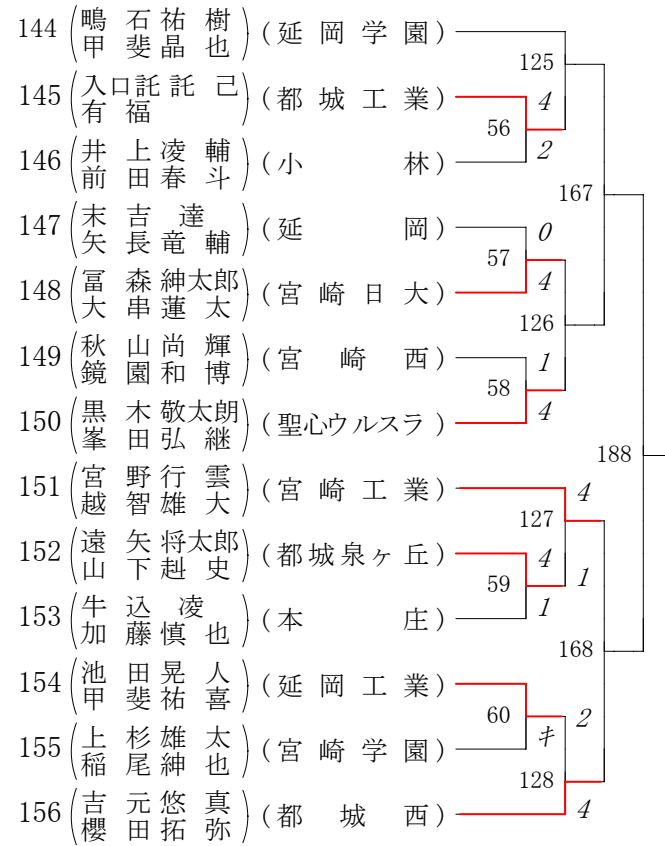 144 鴫 石 祐 樹 (延 岡 学 園)
甲 斐 晶 也
125
145 入口託 託 己 (都 城 工 業) 4
有 福
56
2
146 井 上 凌 輔 (小 林)
前 田 春 斗
167
147 末 吉 達 (延 岡) 0
矢 長 竜 輔
57
4
148 冨 森 紳太郎 (宮 崎 日 大)
大 串 蓮 太
126
149 秋 山 尚 輝 (宮 崎 西) 1
鏡 園 和 博
58
4
150 黒 木 敬太朗 (聖心ウルスラ)
峯 田 弘 継
188
151 宮 野 行 雲 (宮 崎 工 業) 4
越 智 雄 大
127
152 遠 矢 将太郎 (都城泉ヶ丘) 4
山 下 赳 史
59
1
1
153 牛 込 凌 (本 庄)
加 藤 慎 也
168
154 池 田 晃 人 (延 岡 工 業)
甲 斐 祐 喜
60
2
キ
155 上 杉 雄 太 (宮 崎 学 園)
稲 尾 紳 也
128
156 吉 元 悠 真 (都 城 西) 4
櫻 田 拓 弥